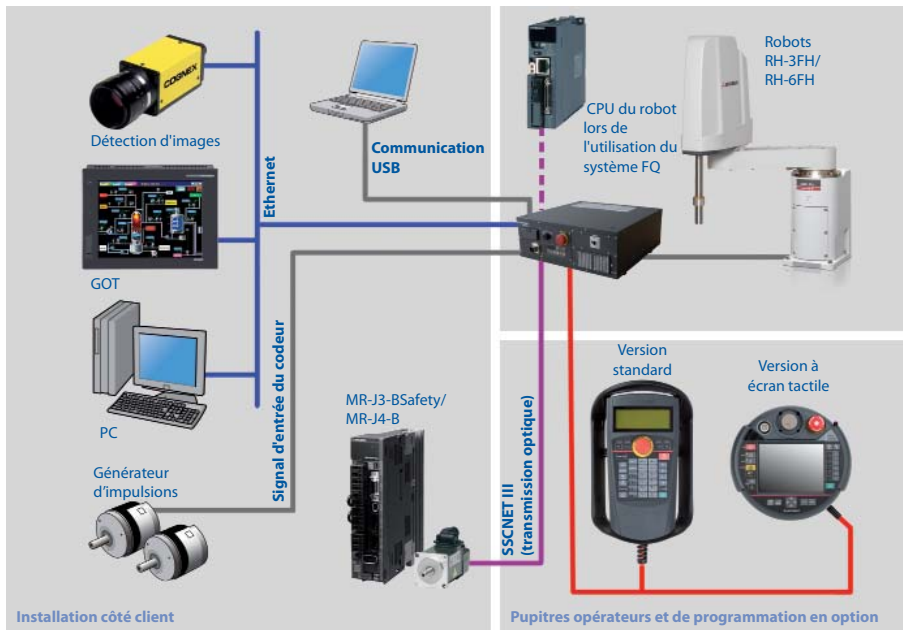 COGNEX
Détection d'images
GOT
PC
Générateur
d'impulsions
Ethernet
Signal d'entrée du codeur
Communication
USB
MR-J3-BSafety/
MR-J4-B
SSCNET III
(transmission optique)
CPU du robot
lors de
l'utilisation du
système FQ
Robots
RH-3FH/
RH-6FH
Version
standard
Version à
écran tactile
Installation côté client
Pupitres opérateurs et de programmation en option